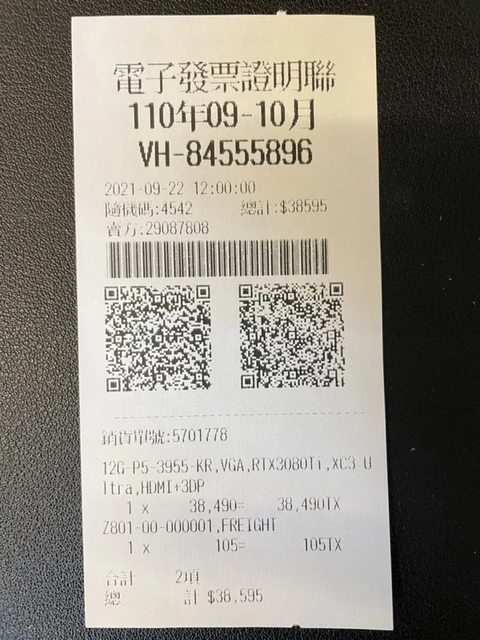 電子發票證明聯
110年09-10月
VH-84555896
2021-09-22 12:00:00
隨機碼:4542 總計:$38595
賣方:29087808
銷貨單號:5701778
12G-P5-3955-KR,VGA,RTX3080Ti,XC3 U
ltra,HDMI+3DP
1 x 38,490= 38,490TX
Z801-00-000001,FREIGHT
1 x 105= 105TX
合計 2項
總 計 $38,595